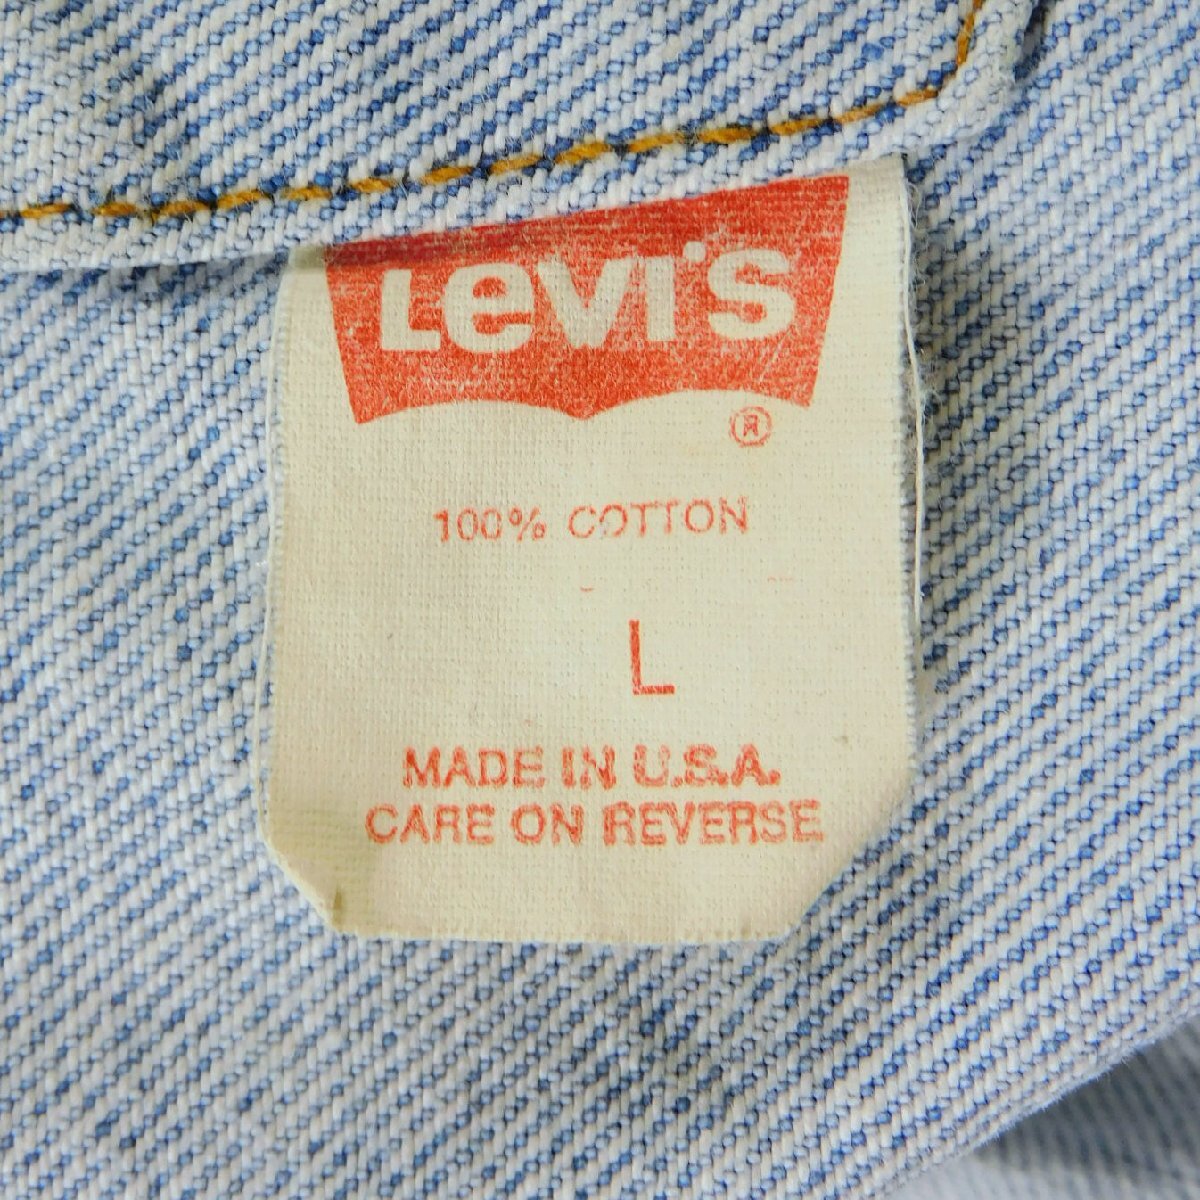 LEVI'S
®
100% COTTON
L
MADE IN U.S.A.
CARE ON REVERSE